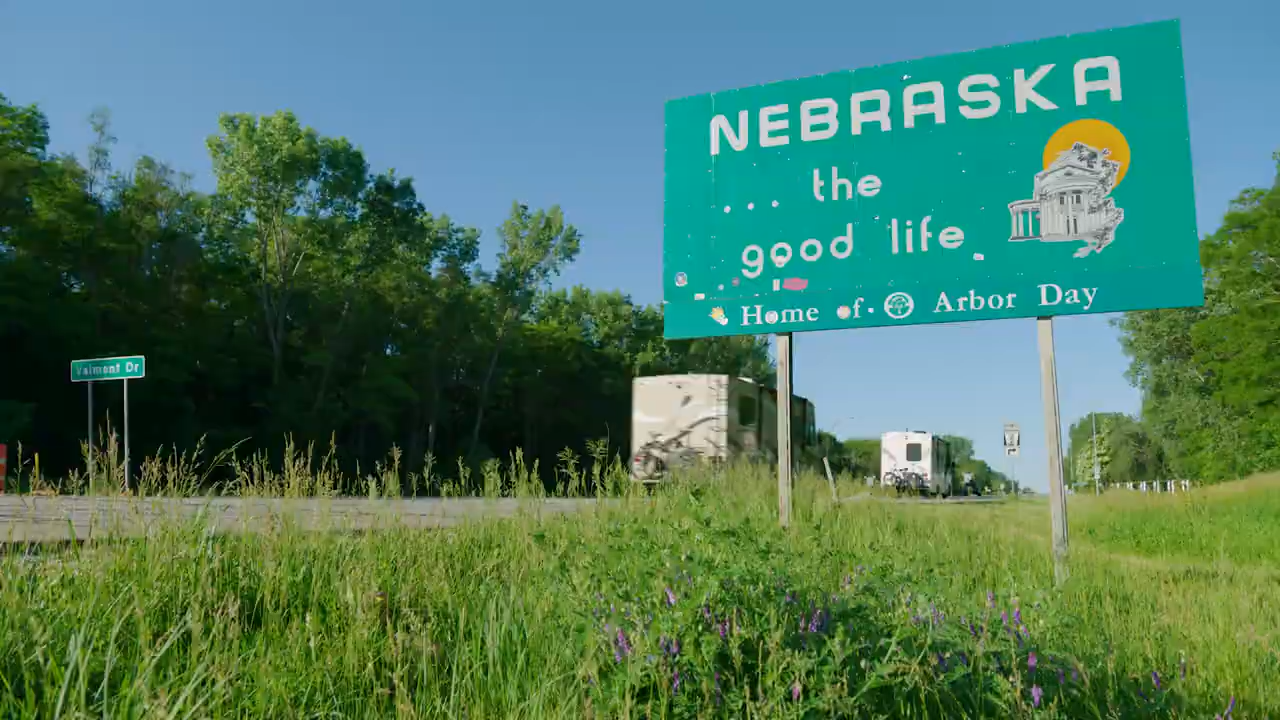 NEBRASKA
... the
good life
Home of Arbor Day
Valmont Dr